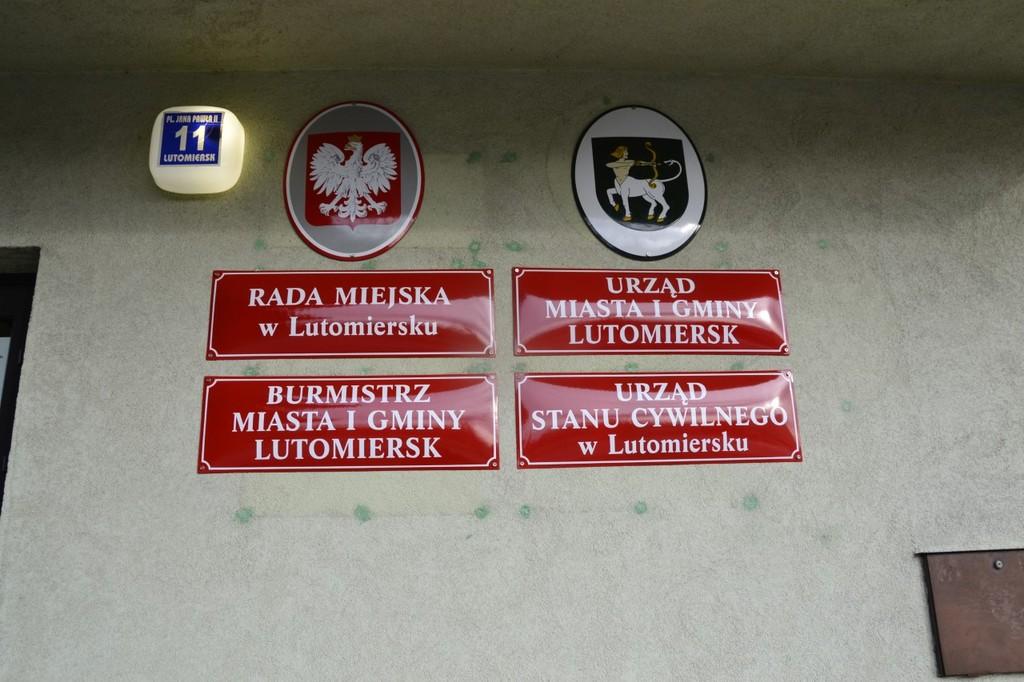 PL. JANA PAWŁA II
11
LUTOMIERSK
RADA MIEJSKA
w Lutomiersku
URZĄD
MIASTA I GMINY
LUTOMIERSK
BURMISTRZ
MIASTA I GMINY
LUTOMIERSK
URZĄD
STANU CYWILNEGO
w Lutomiersku